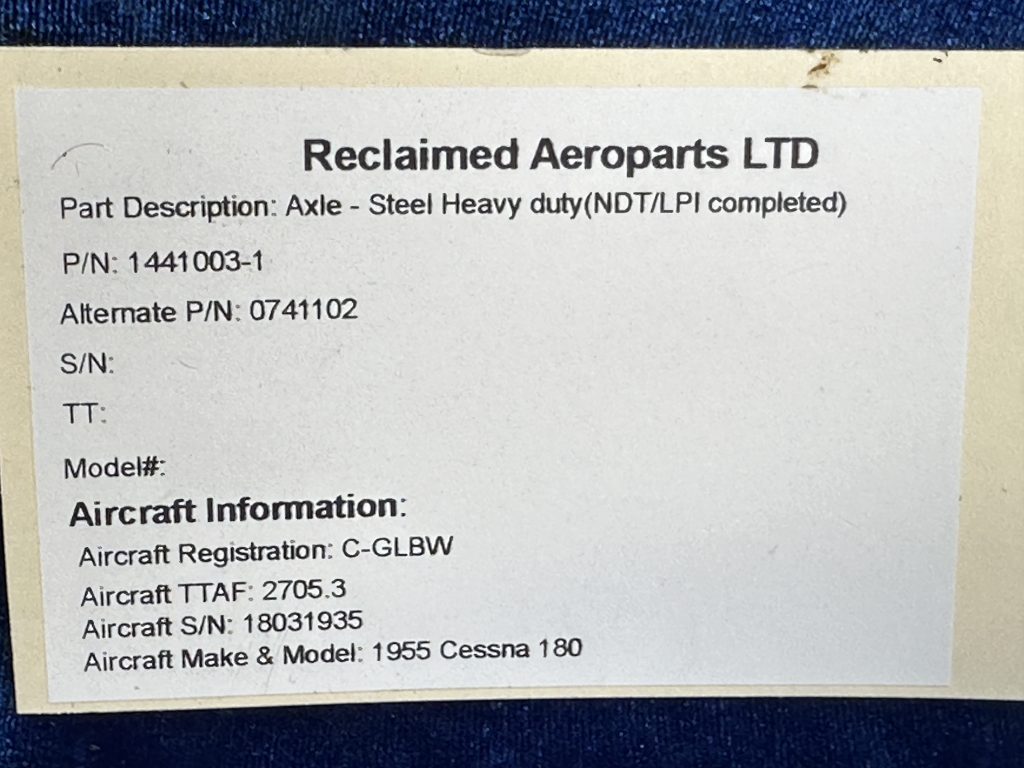 Reclaimed Aeroparts LTD
Part Description: Axle - Steel Heavy duty(NDT/LPI completed)
P/N: 1441003-1
Alternate P/N: 0741102
S/N:
TT:
Model#:
Aircraft Information:
Aircraft Registration: C-GLBW
Aircraft TTAF: 2705.3
Aircraft S/N: 18031935
Aircraft Make & Model: 1955 Cessna 180